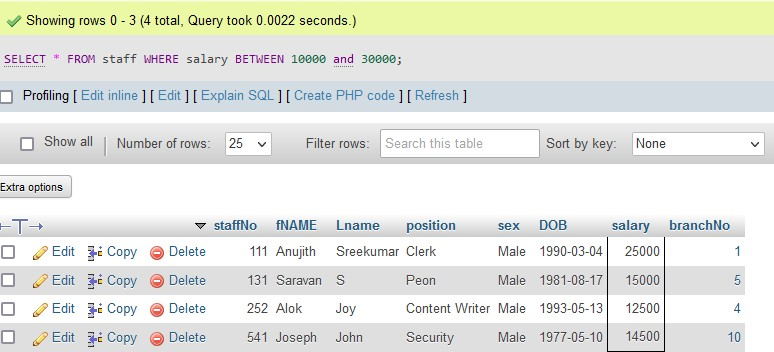 Showing rows 0 - 3 (4 total, Query took 0.0022 seconds.)
SELECT * FROM staff WHERE salary BETWEEN 10000 and 30000;
Profiling [ Edit inline ] [ Edit ] [ Explain SQL ] [ Create PHP code ] [ Refresh ]
Show all Number of rows: 25 Filter rows: Search this table Sort by key: None
Extra options
staffNo fNAME Lname position sex DOB salary branchNo
Edit Copy Delete 111 Anujith Sreekumar Clerk Male 1990-03-04 25000 1
Edit Copy Delete 131 Saravan S Peon Male 1981-08-17 15000 5
Edit Copy Delete 252 Alok Joy Content Writer Male 1993-05-13 12500 4
Edit Copy Delete 541 Joseph John Security Male 1977-05-10 14500 10